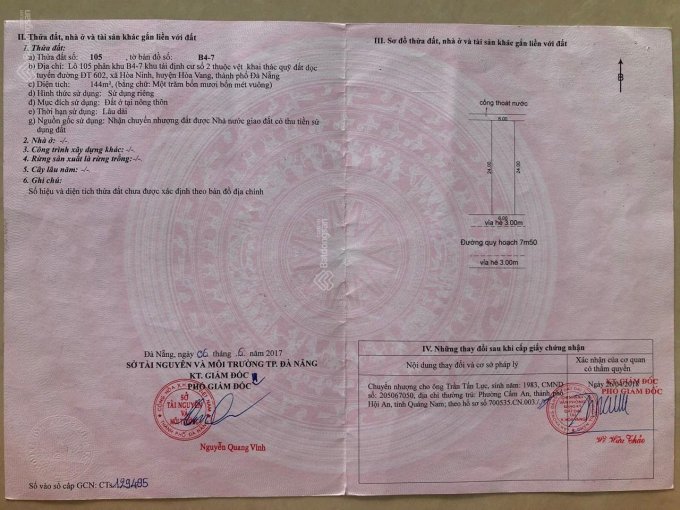 II. Thửa đất, nhà ở và tài sản khác gắn liền với đất
1. Thửa đất:
a) Thửa đất số: 105, tờ bản đồ số: B4-7
b) Địa chỉ: Lô 105 phân khu B4-7 khu tái định cư số 2 thuộc vệt khai thác quỹ đất dọc
tuyến đường ĐT 602, xã Hòa Ninh, huyện Hòa Vang, thành phố Đà Nẵng
c) Diện tích: 144m², (bằng chữ: Một trăm bốn mươi bốn mét vuông)
d) Hình thức sử dụng: Sử dụng riêng
đ) Mục đích sử dụng: Đất ở tại nông thôn
e) Thời hạn sử dụng: Lâu dài
g) Nguồn gốc sử dụng: Nhận chuyển nhượng đất được Nhà nước giao đất có thu tiền sử
dụng đất
2. Nhà ở: -/-
3. Công trình xây dựng khác: -/-
4. Rừng sản xuất là rừng trồng: -/-
5. Cây lâu năm: -/-
6. Ghi chú:
Số hiệu và diện tích thửa đất chưa được xác định theo bản đồ địa chính
Đà Nẵng, ngày 06 tháng 6 năm 2017
SỞ TÀI NGUYÊN VÀ MÔI TRƯỜNG TP. ĐÀ NẴNG
KT. GIÁM ĐỐC
PHÓ GIÁM ĐỐC
SỞ
TÀI NGUYÊN
VÀ
MÔI TRƯỜNG
Nguyễn Quang Vinh
Số vào sổ cấp GCN: CTs 129495
III. Sơ đồ thửa đất, nhà ở và tài sản khác gắn liền với đất
B
cống thoát nước
6.00
24.00
24.00
6.00
vỉa hè 3.00m
Đường quy hoạch 7m50
vỉa hè 3.00m
IV. Những thay đổi sau khi cấp giấy chứng nhận
Nội dung thay đổi và cơ sở pháp lý
Xác nhận của cơ quan
có thẩm quyền
Chuyển nhượng cho ông Trần Tấn Lực, sinh năm: 1983, CMND
số: 205067050, địa chỉ thường trú: Phường Cẩm An, thành phố
Hội An, tỉnh Quảng Nam; theo hồ sơ số 700535.CN.003./.
Ngày 26/04/2018
KT. GIÁM ĐỐC
PHÓ GIÁM ĐỐC
Batdongsan